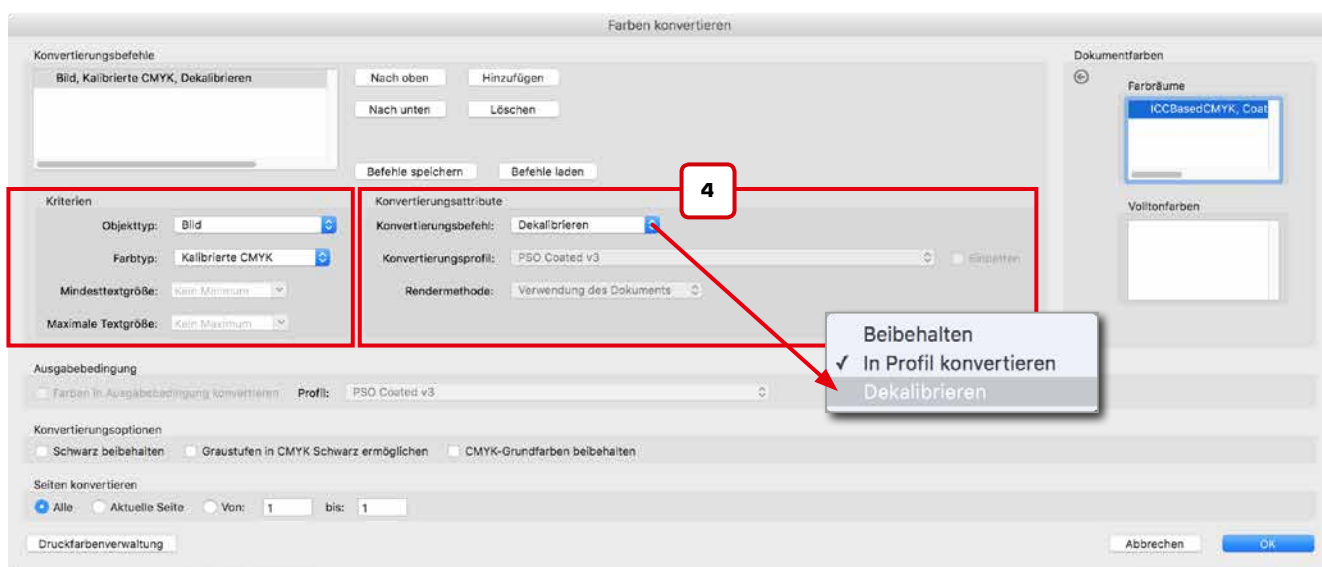 Farben konvertieren
Konvertierungsbefehle
Bild, Kalibrierte CMYK, Dekalibrieren
Nach oben
Hinzufügen
Nach unten
Löschen
Befehle speichern
Befehle laden
Dokumentfarben
Farbräume
ICCBasedCMYK, Coat
Volltonfarben
Kriterien
Objekttyp: Bild
Farbtyp: Kalibrierte CMYK
Mindesttextgröße: Kein Minimum
Maximale Textgröße: Kein Maximum
4
Konvertierungsattribute
Konvertierungsbefehl: Dekalibrieren
Konvertierungsprofil: PSO Coated v3 Einbetten
Rendermethode: Verwendung des Dokuments
Beibehalten
✓ In Profil konvertieren
Dekalibrieren
Ausgabebedingung
Farben in Ausgabebedingung konvertieren Profil: PSO Coated v3
Konvertierungsoptionen
Schwarz beibehalten Graustufen in CMYK Schwarz ermöglichen CMYK-Grundfarben beibehalten
Seiten konvertieren
Alle Aktuelle Seite Von: 1 bis: 1
Druckfarbenverwaltung
Abbrechen
OK